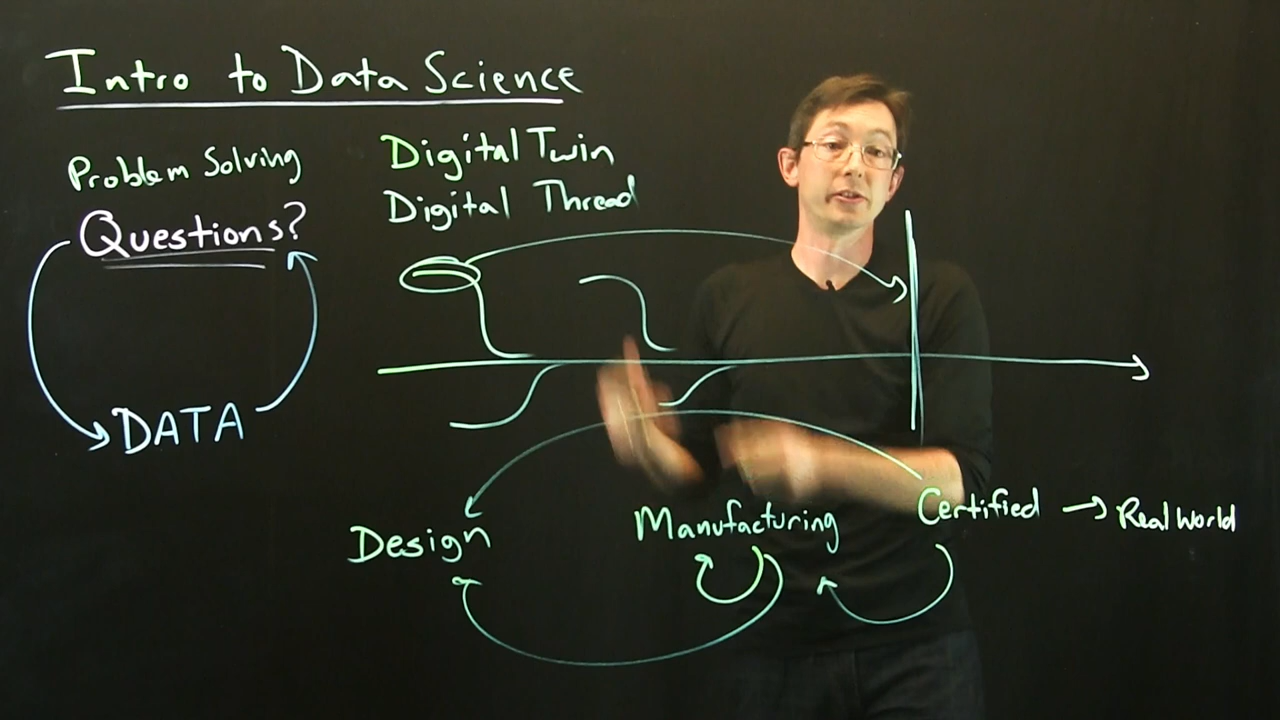 Intro to Data Science
Problem Solving
Questions?
DATA
Digital Twin
Digital Thread
Design
Manufacturing
Certified → Real World